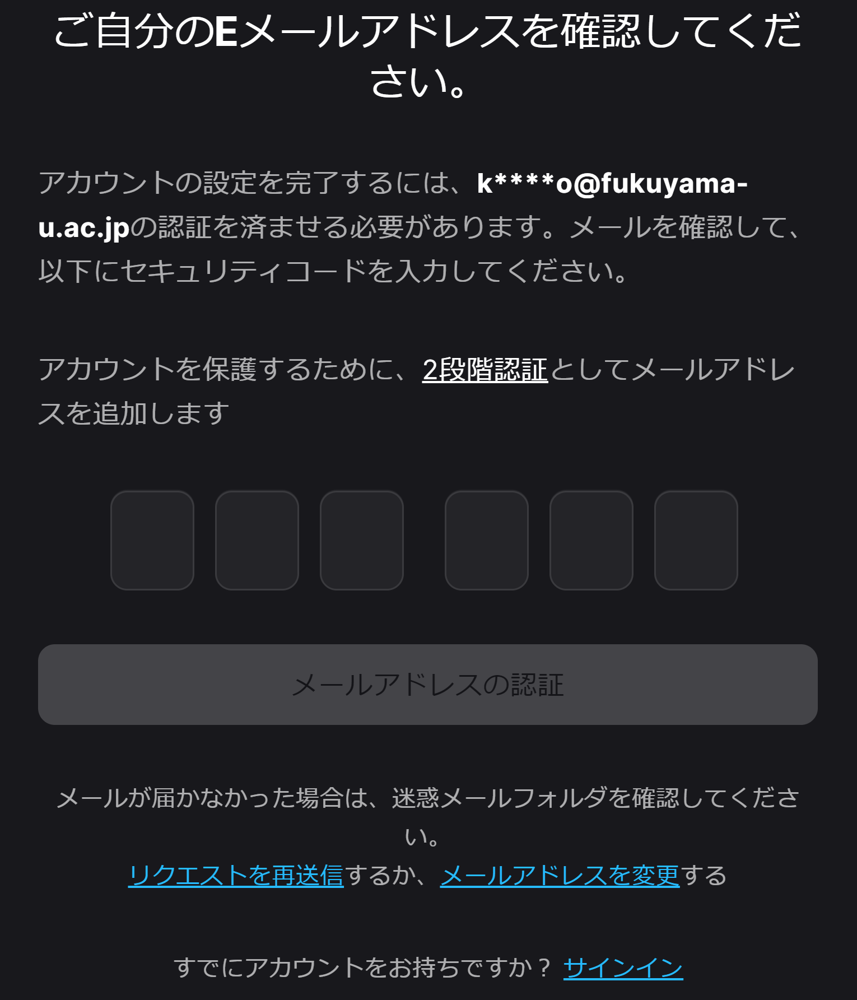 ご自分のEメールアドレスを確認してくだ
さい。
アカウントの設定を完了するには、k****o@fukuyama-
u.ac.jpの認証を済ませる必要があります。メールを確認して、
以下にセキュリティコードを入力してください。
アカウントを保護するために、2段階認証としてメールアドレ
スを追加します
メールアドレスの認証
メールが届かなかった場合は、迷惑メールフォルダを確認してくださ
い。
リクエストを再送信するか、メールアドレスを変更する
すでにアカウントをお持ちですか？ サインイン